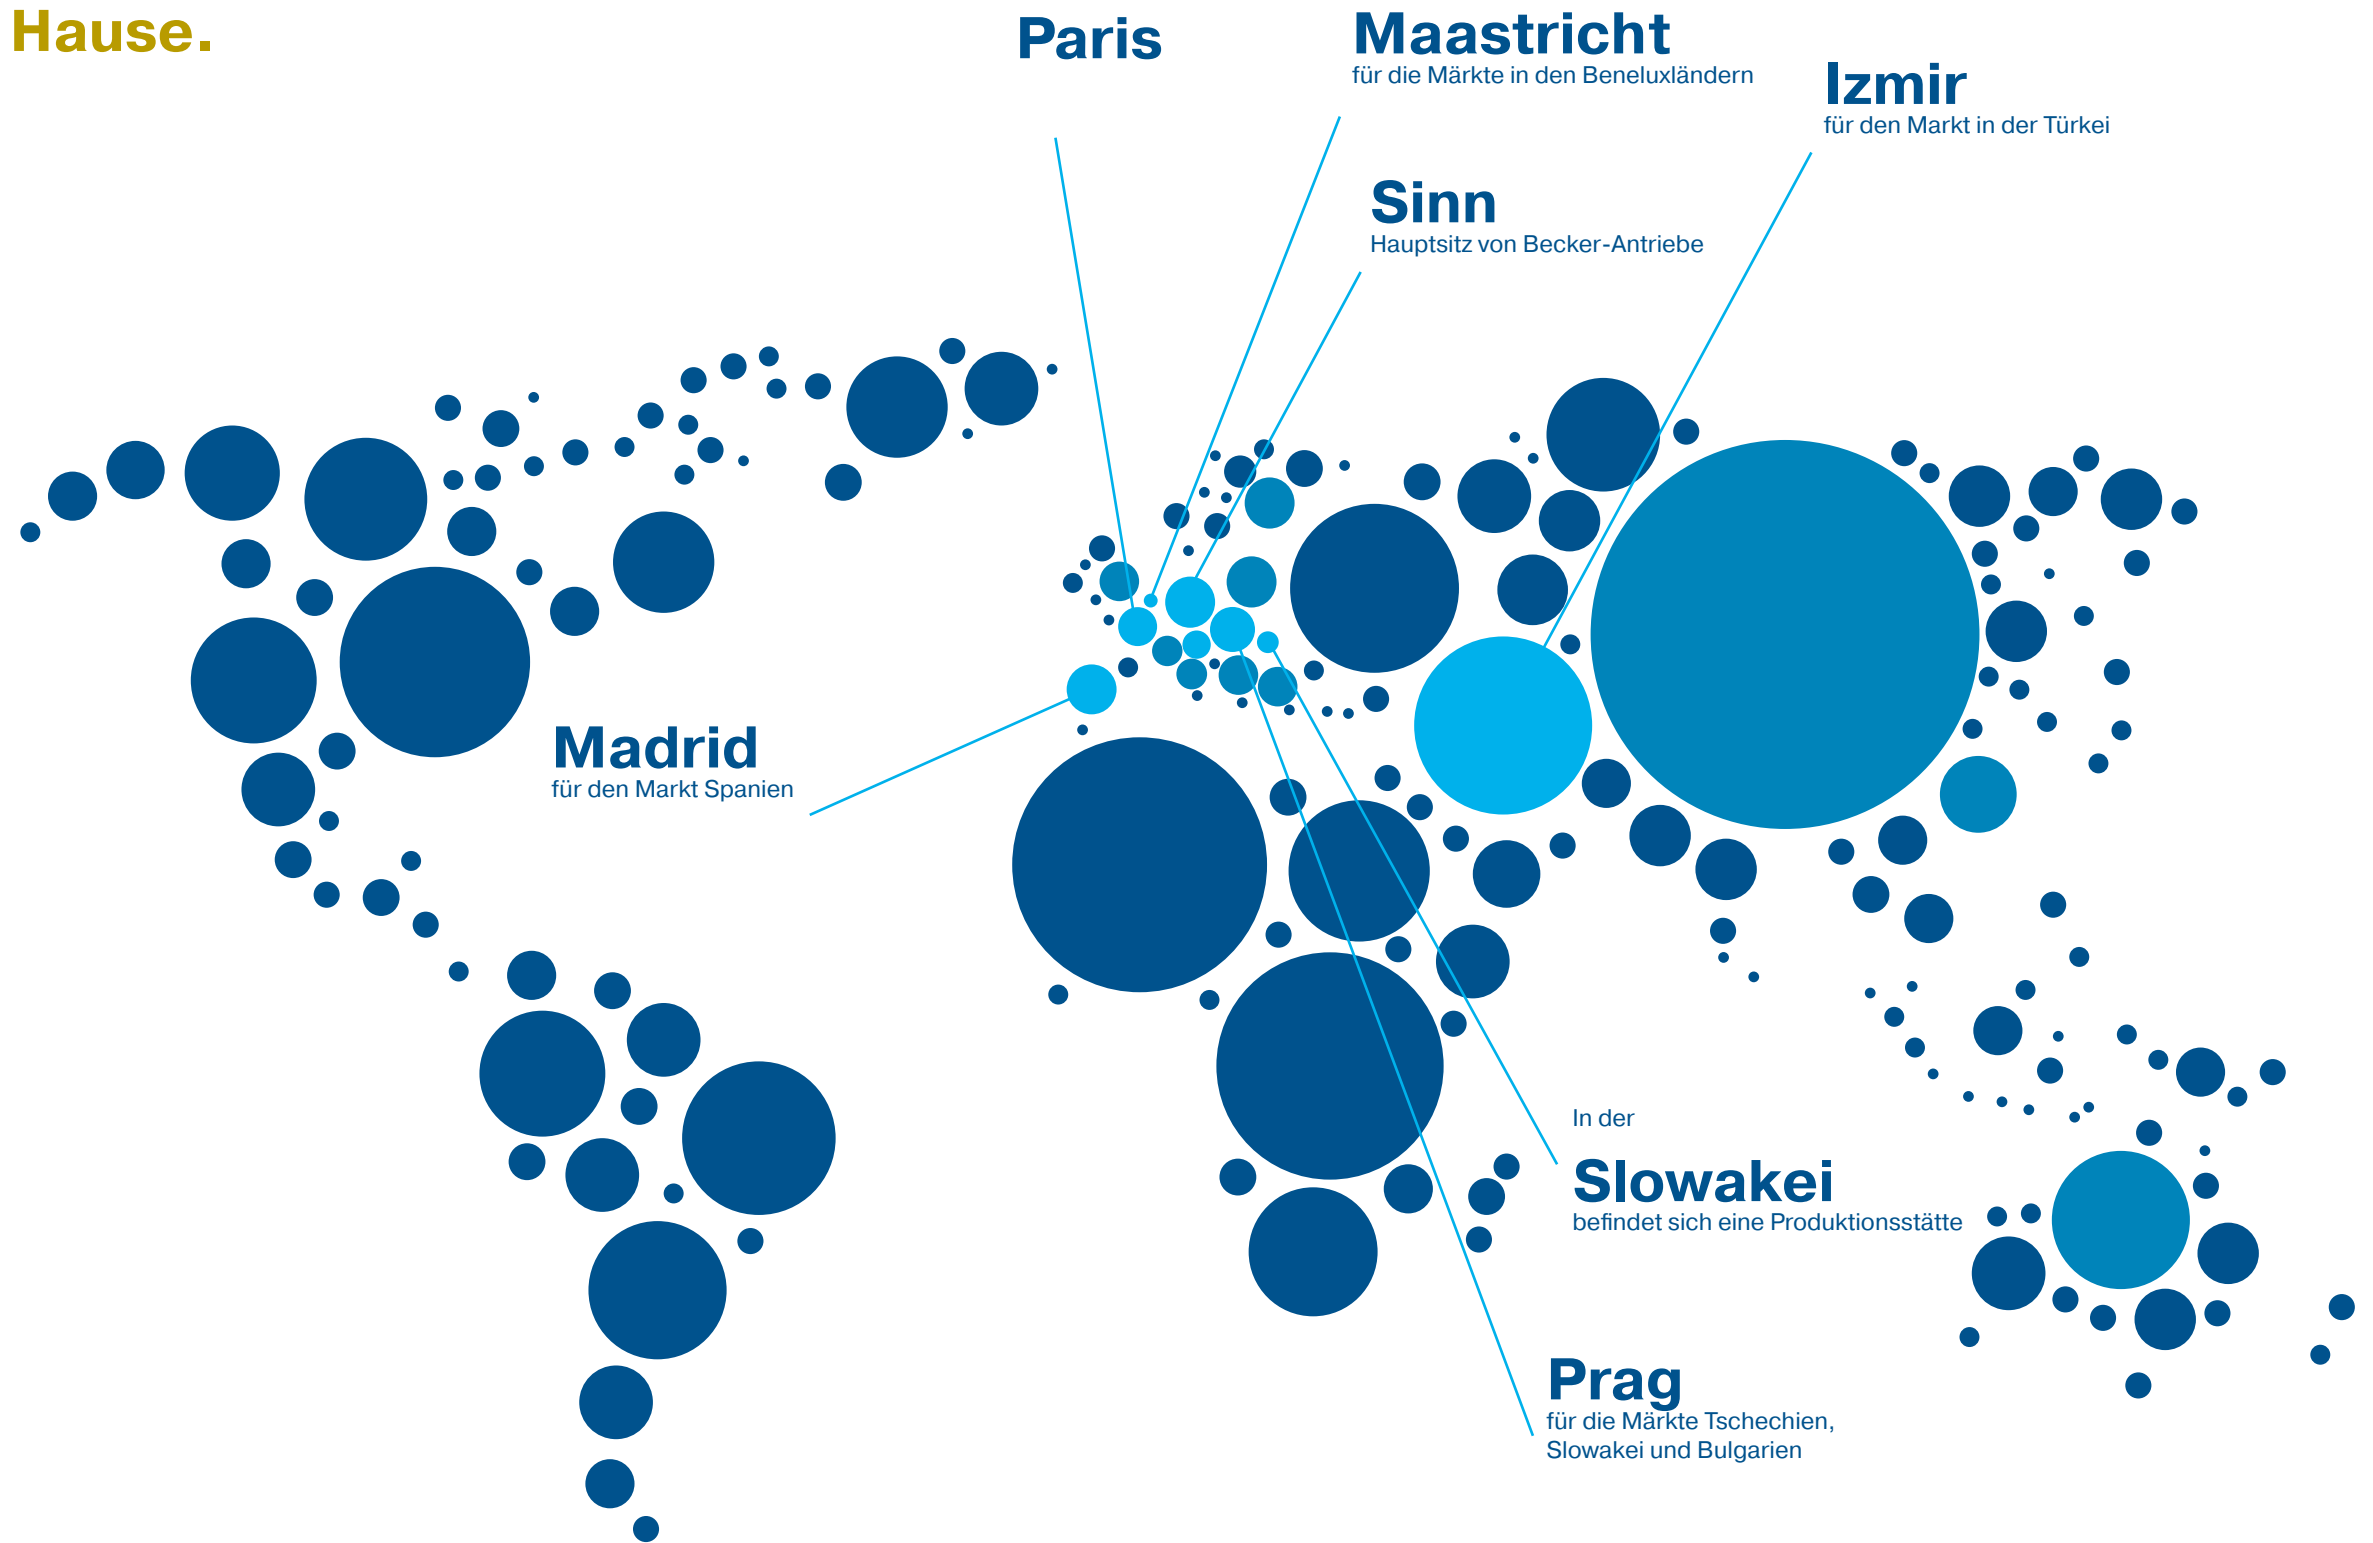 Hause.
Paris
Maastricht
für die Märkte in den Beneluxländern
Izmir
für den Markt in der Türkei
Sinn
Hauptsitz von Becker-Antriebe
Madrid
für den Markt Spanien
In der
Slowakei
befindet sich eine Produktionsstätte
Prag
für die Märkte Tschechien,
Slowakei und Bulgarien